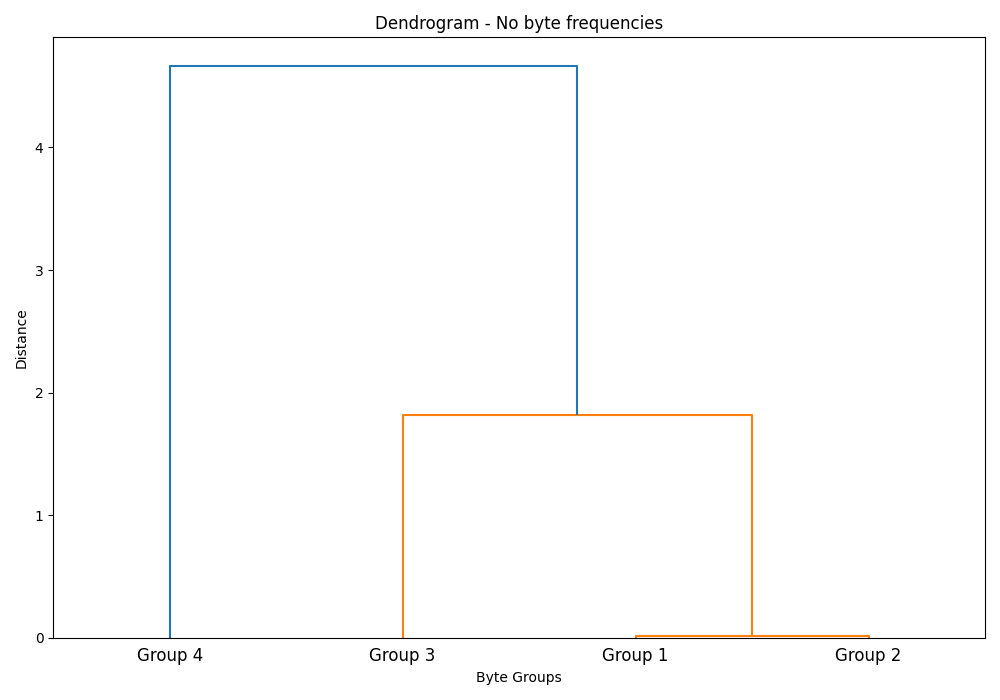 Dendrogram - No byte frequencies
4
3
2
1
0
Distance
Group 4 Group 3 Group 1 Group 2
Byte Groups